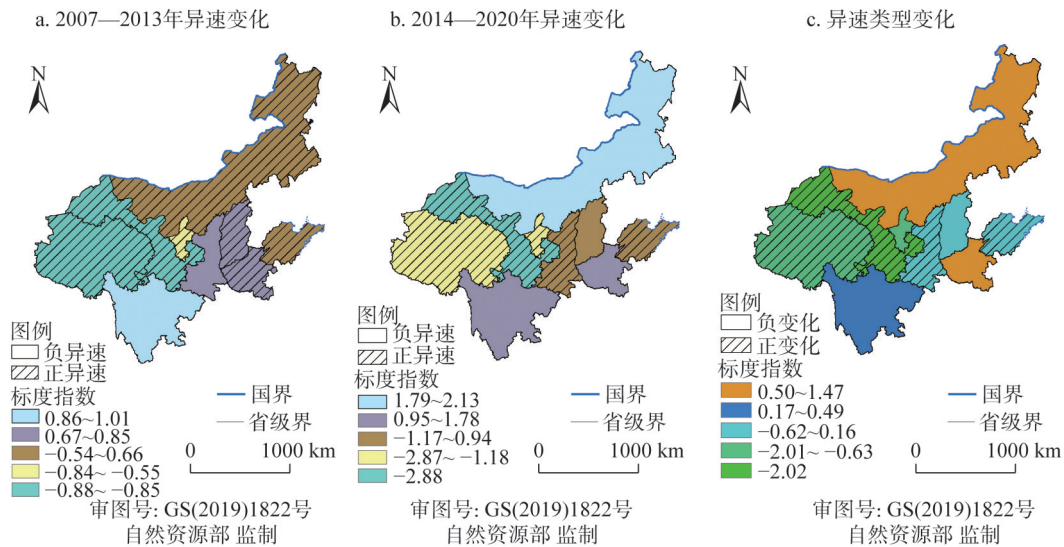 a. 2007—2013年异速变化
N
图例
负异速
正异速
标度指数
0.86~1.01
0.67~0.85
−0.54~0.66
−0.84~ −0.55
−0.88~ −0.85
国界
省级界
0 1000 km
审图号: GS(2019)1822号
自然资源部 监制
b. 2014—2020年异速变化
N
图例
负异速
正异速
标度指数
1.79~2.13
0.95~1.78
−1.17~0.94
−2.87~ −1.18
−2.88
国界
省级界
0 1000 km
审图号: GS(2019)1822号
自然资源部 监制
c. 异速类型变化
N
图例
负变化
正变化
标度指数
0.50~1.47
0.17~0.49
−0.62~0.16
−2.01~ −0.63
−2.02
国界
省级界
0 1000 km
审图号: GS(2019)1822号
自然资源部 监制